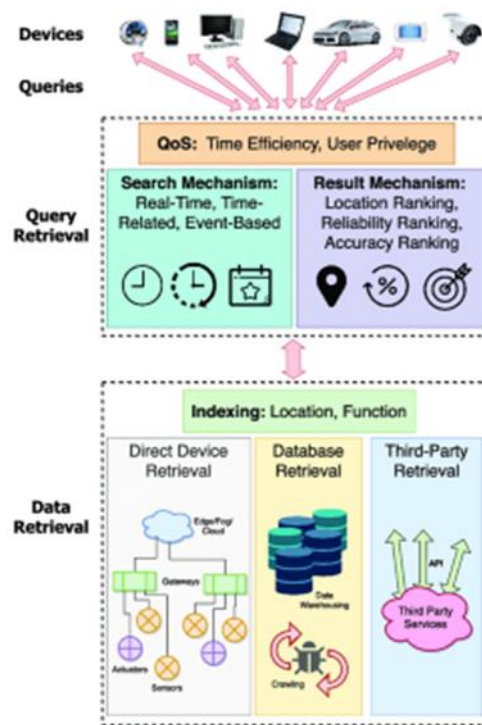 Devices
Queries
QoS: Time Efficiency, User Privelege
Query
Retrieval
Search Mechanism:
Real-Time, Time-
Related, Event-Based
Result Mechanism:
Location Ranking,
Reliability Ranking,
Accuracy Ranking
%
Indexing: Location, Function
Data
Retrieval
Direct Device
Retrieval
Edge/Fog/
Cloud
Gateways
Actuators
Sensors
Database
Retrieval
Data
Warehousing
Crawling
Third-Party
Retrieval
API
Third Party
Services